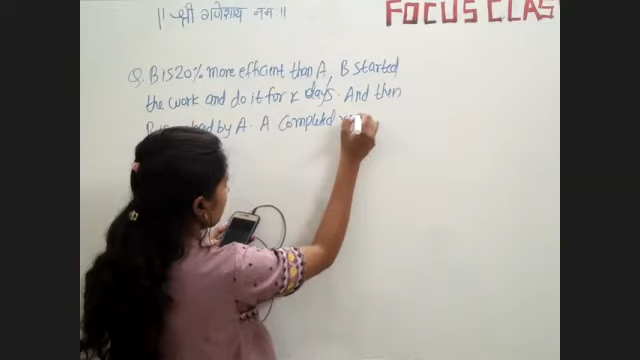 || श्री गणेशाय नमः ||
FOCUS CLAS
Q. B is 20% more efficient than A, B started
the work and do it for x days. And then
by A. A Completed